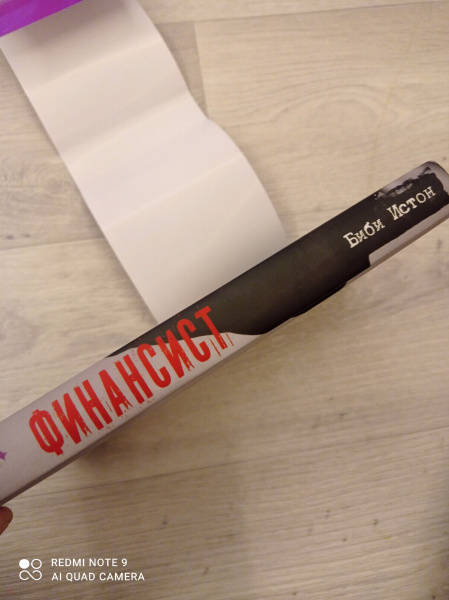 Биби Истон
ФИНАНСИСТ
REDMI NOTE 9
AI QUAD CAMERA